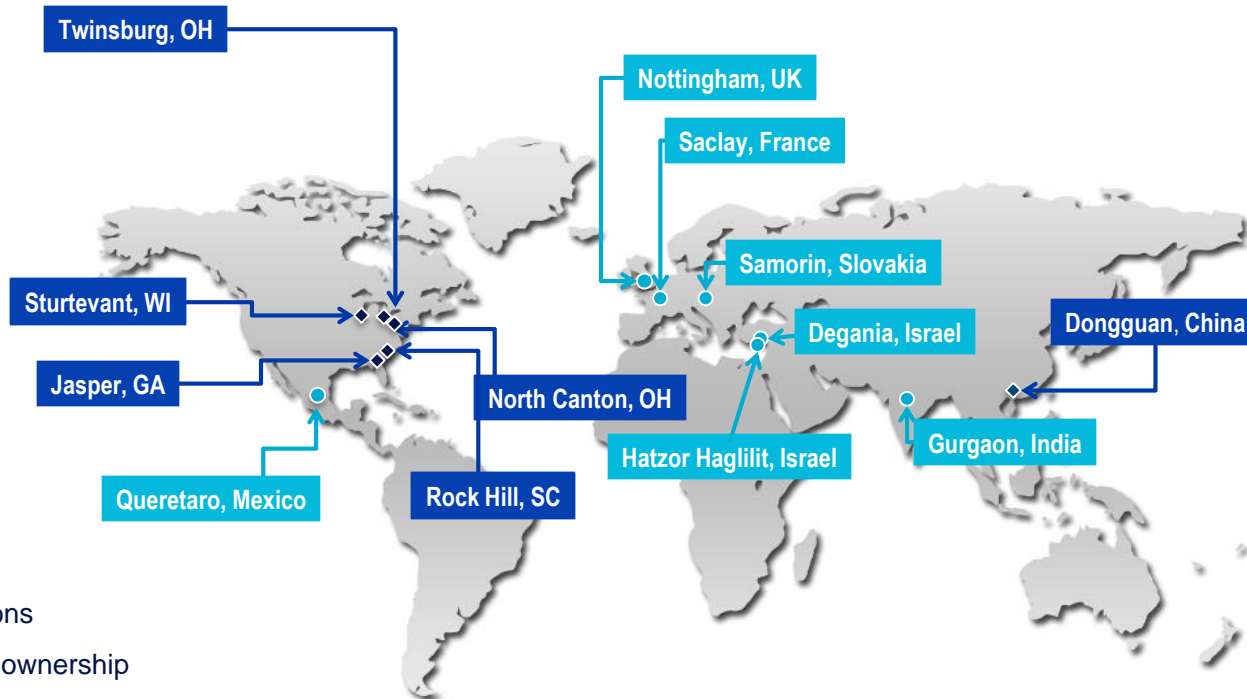 Twinsburg, OH
Nottingham, UK
Saclay, France
Samorin, Slovakia
Sturtevant, WI
Dongguan, China
Degania, Israel
Jasper, GA
North Canton, OH
Gurgaon, India
Hatzor Haglilit, Israel
Queretaro, Mexico
Rock Hill, SC
ownership